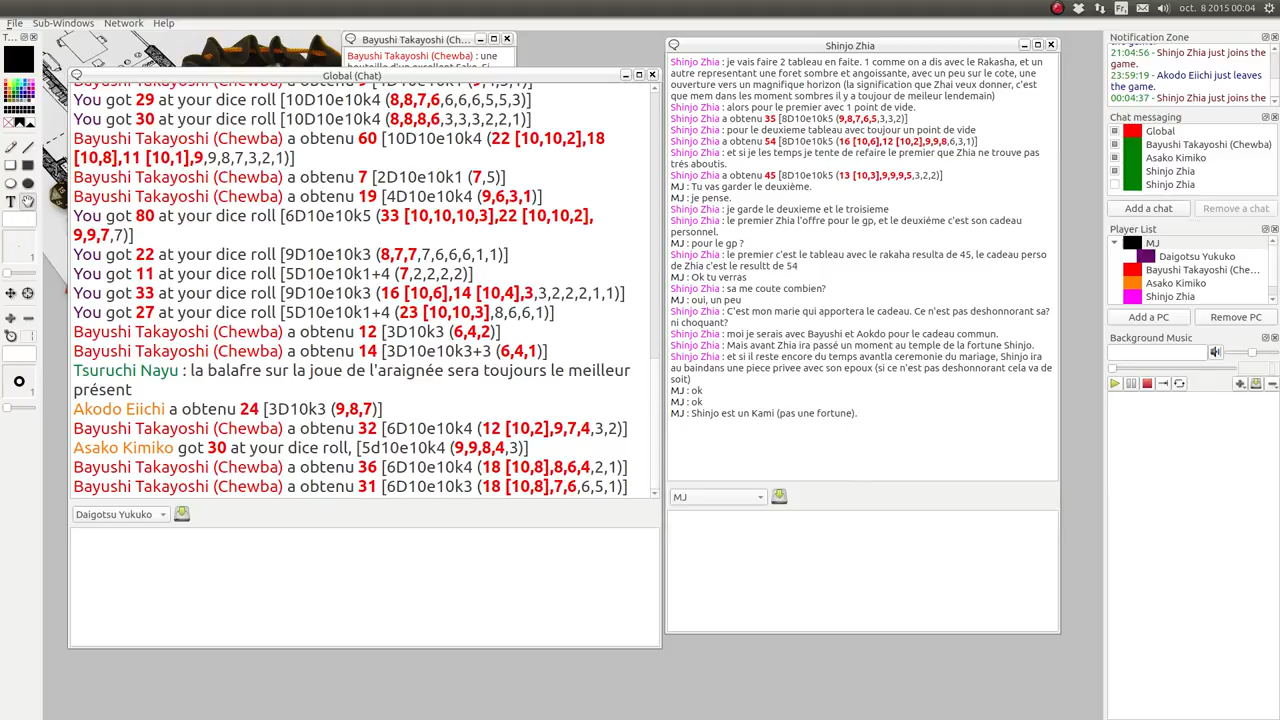 oct. 8 2015 00:04
Fr,
File Sub-Windows Network Help
T...
T
1
1
Bayushi Takayoshi (Ch...
Bayushi Takayoshi (Chewba) : une
Global (Chat)
You got 29 at your dice roll [10D10e10k4 (8,8,7,6,6,6,5,5,3)]
You got 30 at your dice roll [10D10e10k4 (8,8,8,6,3,3,3,2,2,1)]
Bayushi Takayoshi (Chewba) a obtenu 60 [10D10e10k4 (22 [10,10,2],18
[10,8],11 [10,1],9,9,8,7,3,2,1)]
Bayushi Takayoshi (Chewba) a obtenu 7 [2D10e10k1 (7,5)]
Bayushi Takayoshi (Chewba) a obtenu 19 [4D10e10k4 (9,6,3,1)]
You got 80 at your dice roll [6D10e10k5 (33 [10,10,10,3],22 [10,10,2],
9,9,7,7)]
You got 22 at your dice roll [9D10e10k3 (8,7,7,7,6,6,6,1,1)]
You got 11 at your dice roll [5D10e10k1+4 (7,2,2,2,2)]
You got 33 at your dice roll [9D10e10k3 (16 [10,6],14 [10,4],3,3,2,2,2,1,1)]
You got 27 at your dice roll [5D10e10k1+4 (23 [10,10,3],8,6,6,1)]
Bayushi Takayoshi (Chewba) a obtenu 12 [3D10k3 (6,4,2)]
Bayushi Takayoshi (Chewba) a obtenu 14 [3D10e10k3+3 (6,4,1)]
Tsuruchi Nayu : la balafre sur la joue de l'araignée sera toujours le meilleur
présent
Akodo Eiichi a obtenu 24 [3D10k3 (9,8,7)]
Bayushi Takayoshi (Chewba) a obtenu 32 [6D10e10k4 (12 [10,2],9,7,4,3,2)]
Asako Kimiko got 30 at your dice roll, [5d10e10k4 (9,9,8,4,3)]
Bayushi Takayoshi (Chewba) a obtenu 36 [6D10e10k4 (18 [10,8],8,6,4,2,1)]
Bayushi Takayoshi (Chewba) a obtenu 31 [6D10e10k3 (18 [10,8],7,6,6,5,1)]
Daigotsu Yukuko
Shinjo Zhia
Shinjo Zhia : je vais faire 2 tableau en faite. 1 comme on a dis avec le Rakasha, et un
autre representant une foret sombre et angoissante, avec un peu sur le cote, une
ouverture vers un magnifique horizon (la signification que Zhai veux donner, c'est
que mem dans les moment sombres il y a toujour de meileur lendemain)
Shinjo Zhia : alors pour le premier avec 1 point de vide.
Shinjo Zhia a obtenu 35 [8D10e10k5 (9,8,7,6,5,3,3,2)]
Shinjo Zhia : pour le deuxieme tableau avec toujour un point de vide
Shinjo Zhia a obtenu 54 [8D10e10k5 (16 [10,6],12 [10,2],9,9,8,6,3,1)]
Shinjo Zhia : et si je les temps je tente de refaire le premier que Zhia ne trouve pas
trés aboutis.
Shinjo Zhia a obtenu 45 [8D10e10k5 (13 [10,3],9,9,9,5,3,2,2)]
MJ : Tu vas garder le deuxième.
MJ : je pense.
Shinjo Zhia : je garde le deuxieme et le troisieme
Shinjo Zhia : le premier Zhia l'offre pour le gp, et le deuxiéme c'est son cadeau
personnel.
MJ : pour le gp ?
Shinjo Zhia : le premier c'est le tableau avec le rakaha resulta de 45, le cadeau perso
de Zhia c'est le resultt de 54
MJ : Ok tu verras
Shinjo Zhia : sa me coute combien?
MJ : oui, un peu
Shinjo Zhia : C'est mon marie qui apportera le cadeau. Ce n'est pas deshonnorant sa?
ni choquant?
Shinjo Zhia : moi je serais avec Bayushi et Aokdo pour le cadeau commun.
Shinjo Zhia : Mais avant Zhia ira passé un moment au temple de la fortune Shinjo.
Shinjo Zhia : et si il reste encore du temps avantla ceremonie du mariage, Shinjo ira
au baindans une piece privee avec son epoux (si ce n'est pas deshonnorant cela va de
soit)
MJ : ok
MJ : ok
MJ : Shinjo est un Kami (pas une fortune).
MJ
Notification Zone
the game.
21:04:56 - Shinjo Zhia just joins the
game.
23:59:19 - Akodo Eiichi just leaves
the game.
00:04:37 - Shinjo Zhia just joins the
Chat messaging
Global
Bayushi Takayoshi (Chewba)
Asako Kimiko
Shinjo Zhia
Shinjo Zhia
Add a chat Remove a chat
Player List
MJ
Daigotsu Yukuko
Bayushi Takayoshi (Che...
Asako Kimiko
Shinjo Zhia
Add a PC Remove PC
Background Music